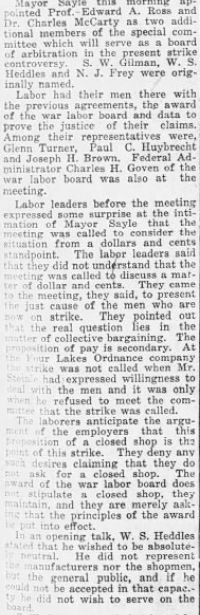 Mayor Sayle this morning ap-
pointed Prof. Edward A. Ross and
Dr. Charles McCarty as two addi-
tional members of the special com-
mittee which will serve as a board
of arbitration in the present strike
controversy. S. W. Gilman, W. S.
Heddles and N. J. Frey were orig-
inally named.
Labor had their men there with
the previous agreements, the award
of the war labor board and data to
prove the justice of their claims.
Among their representatives were,
Glenn Turner, Paul C. Huybrecht
and Joseph H. Brown. Federal Ad-
ministrator Charles H. Goven of the
war labor board was also at the
meeting.
Labor leaders before the meeting
expressed some surprise at the inti-
mation of Mayor Sayle that the
meeting was called to consider the
situation from a dollars and cents
standpoint. The labor leaders said
that they did not understand that the
meeting was called to discuss a mat-
ter of dollar and cents. They came
to the meeting, they said, to present
the just cause of the men who are
now on strike. They pointed out
that the real question lies in the
matter of collective bargaining. The
proposition of pay is secondary. At
the Four Lakes Ordnance company
the strike was not called when Mr.
had expressed willingness to
deal with the men and it was only
when he refused to meet the com-
mittee that the strike was called.
The laborers anticipate the argu-
ment of the employers that this
proposition of a closed shop is the
point of this strike. They deny any
such desires claiming that they do
not ask for a closed shop. The
award of the war labor board does
not stipulate a closed shop, they
maintain, and they are merely ask-
ing that the principles of the award
be put into effect.
In an opening talk, W. S. Heddles
stated that he wished to be absolute-
ly neutral. He did not represent
the manufacturers nor the shopmen,
but the general public, and if he
could not be accepted in that capac-
ty he did not wish to serve on the
board.